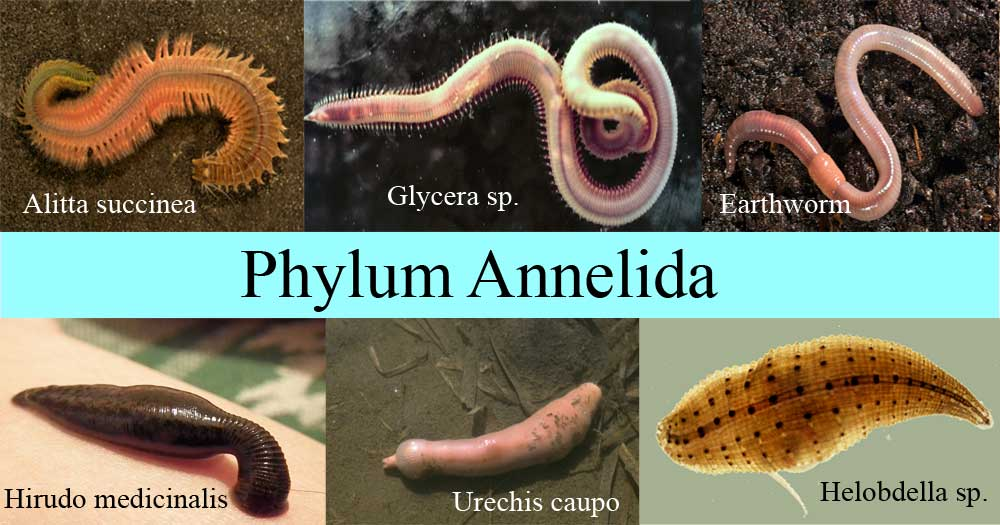 Alitta succinea
Glycera sp.
Earthworm
Phylum Annelida
Hirudo medicinalis
Urechis caupo
Helobdella sp.